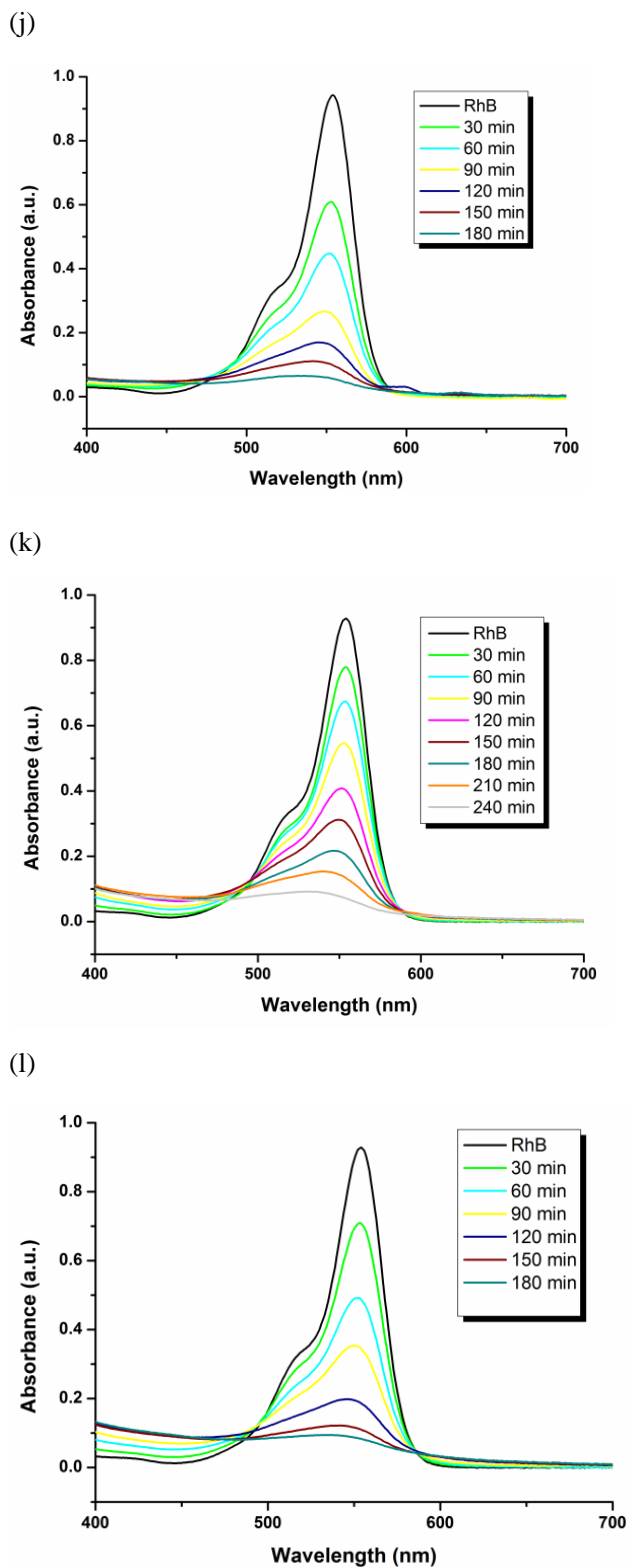 (j)
1.0
0.8
0.6
0.4
0.2
0.0
Absorbance (a.u.)
400
500
600
700
Wavelength (nm)
RhB
30 min
60 min
90 min
120 min
150 min
180 min
(k)
1.0
0.8
0.6
0.4
0.2
0.0
Absorbance (a.u.)
400
500
600
700
Wavelength (nm)
RhB
30 min
60 min
90 min
120 min
150 min
180 min
210 min
240 min
(l)
1.0
0.8
0.6
0.4
0.2
0.0
Absorbance (a.u.)
400
500
600
700
Wavelength (nm)
RhB
30 min
60 min
90 min
120 min
150 min
180 min